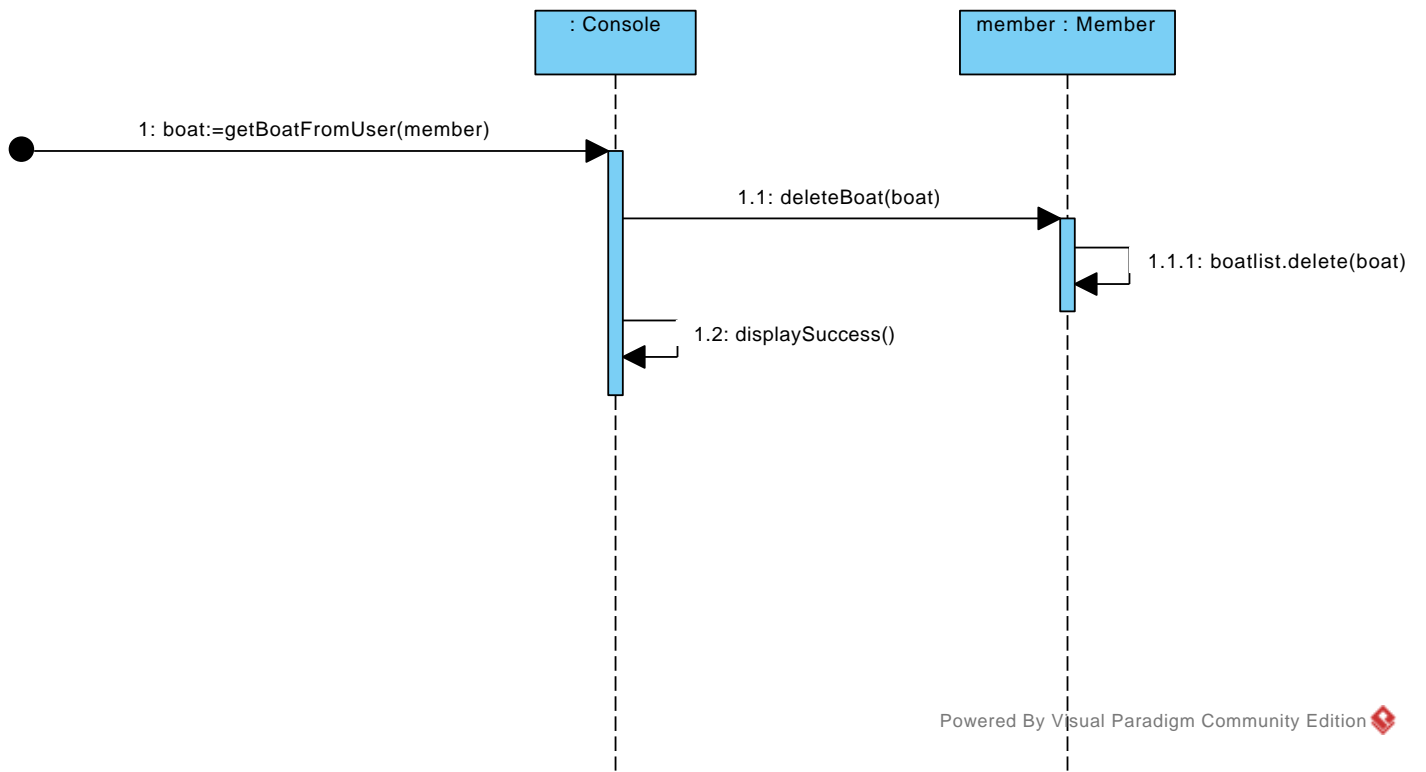 : Console
member : Member
1: boat:=getBoatFromUser(member)
1.1: deleteBoat(boat)
1.1.1: boatlist.delete(boat)
1.2: displaySuccess()
Powered By Visual Paradigm Community Edition